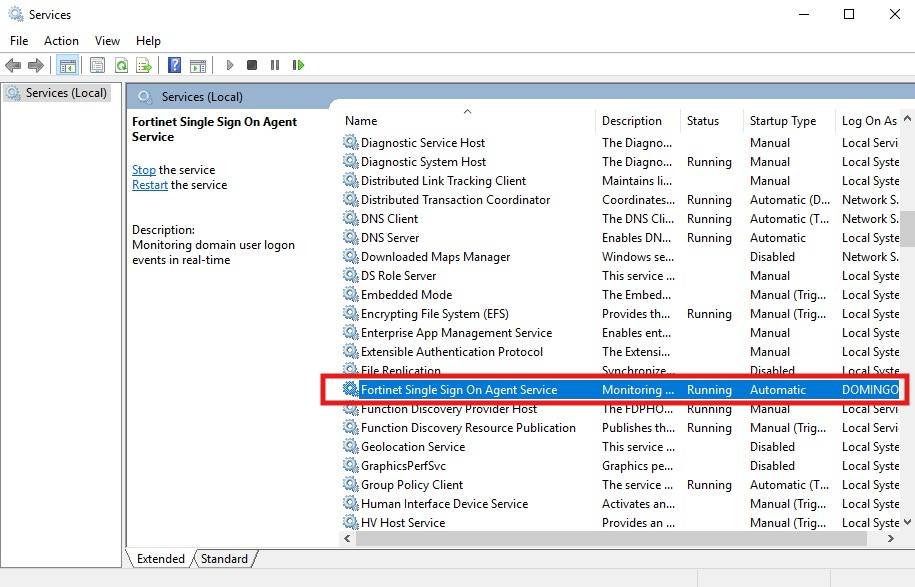 Services
File Action View Help
Services (Local)
Services (Local)
Fortinet Single Sign On Agent
Service
Stop the service
Restart the service
Description:
Monitoring domain user logon
events in real-time
Name Description Status Startup Type Log On As
Diagnostic Service Host The Diagno... Manual Local Servi
Diagnostic System Host The Diagno... Running Manual Local Syste
Distributed Link Tracking Client Maintains li... Manual Local Syste
Distributed Transaction Coordinator Coordinates... Running Automatic (D... Network S.
DNS Client The DNS Cli... Running Automatic (T... Network S.
DNS Server Enables DN... Running Automatic Local Syste
Downloaded Maps Manager Windows se... Disabled Network S.
DS Role Server This service ... Manual Local Syste
Embedded Mode The Embed... Manual (Trig... Local Syste
Encrypting File System (EFS) Provides th... Running Manual (Trig... Local Syste
Enterprise App Management Service Enables ent... Manual Local Syste
Extensible Authentication Protocol The Extensi... Manual Local Syste
File Replication Synchronize... Disabled Local Syste
Fortinet Single Sign On Agent Service Monitoring ... Running Automatic DOMINGO
Function Discovery Provider Host The FDPHO... Running Manual Local Servi
Function Discovery Resource Publication Publishes th... Running Manual (Trig... Local Servi
Geolocation Service This service ... Disabled Local Syste
GraphicsPerfSvc Graphics pe... Disabled Local Syste
Group Policy Client The service ... Running Automatic (T... Local Syste
Human Interface Device Service Activates an... Manual (Trig... Local Syste
HV Host Service Provides an ... Manual (Trig... Local Syste
Extended Standard